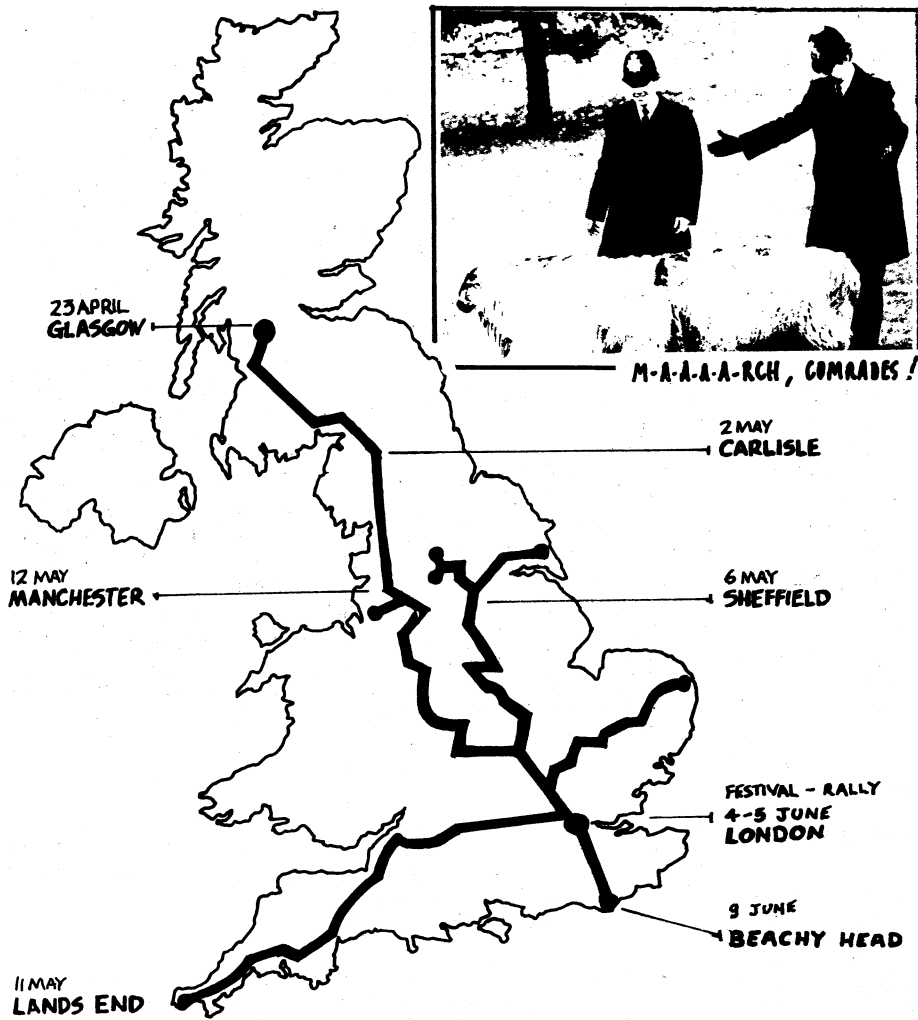 M-A-A-A-A-RCH, COMRADES!
23 APRIL
GLASGOW
2 MAY
CARLISLE
12 MAY
MANCHESTER
6 MAY
SHEFFIELD
FESTIVAL - RALLY
4-5 JUNE
LONDON
9 JUNE
BEACHY HEAD
11 MAY
LANDS END